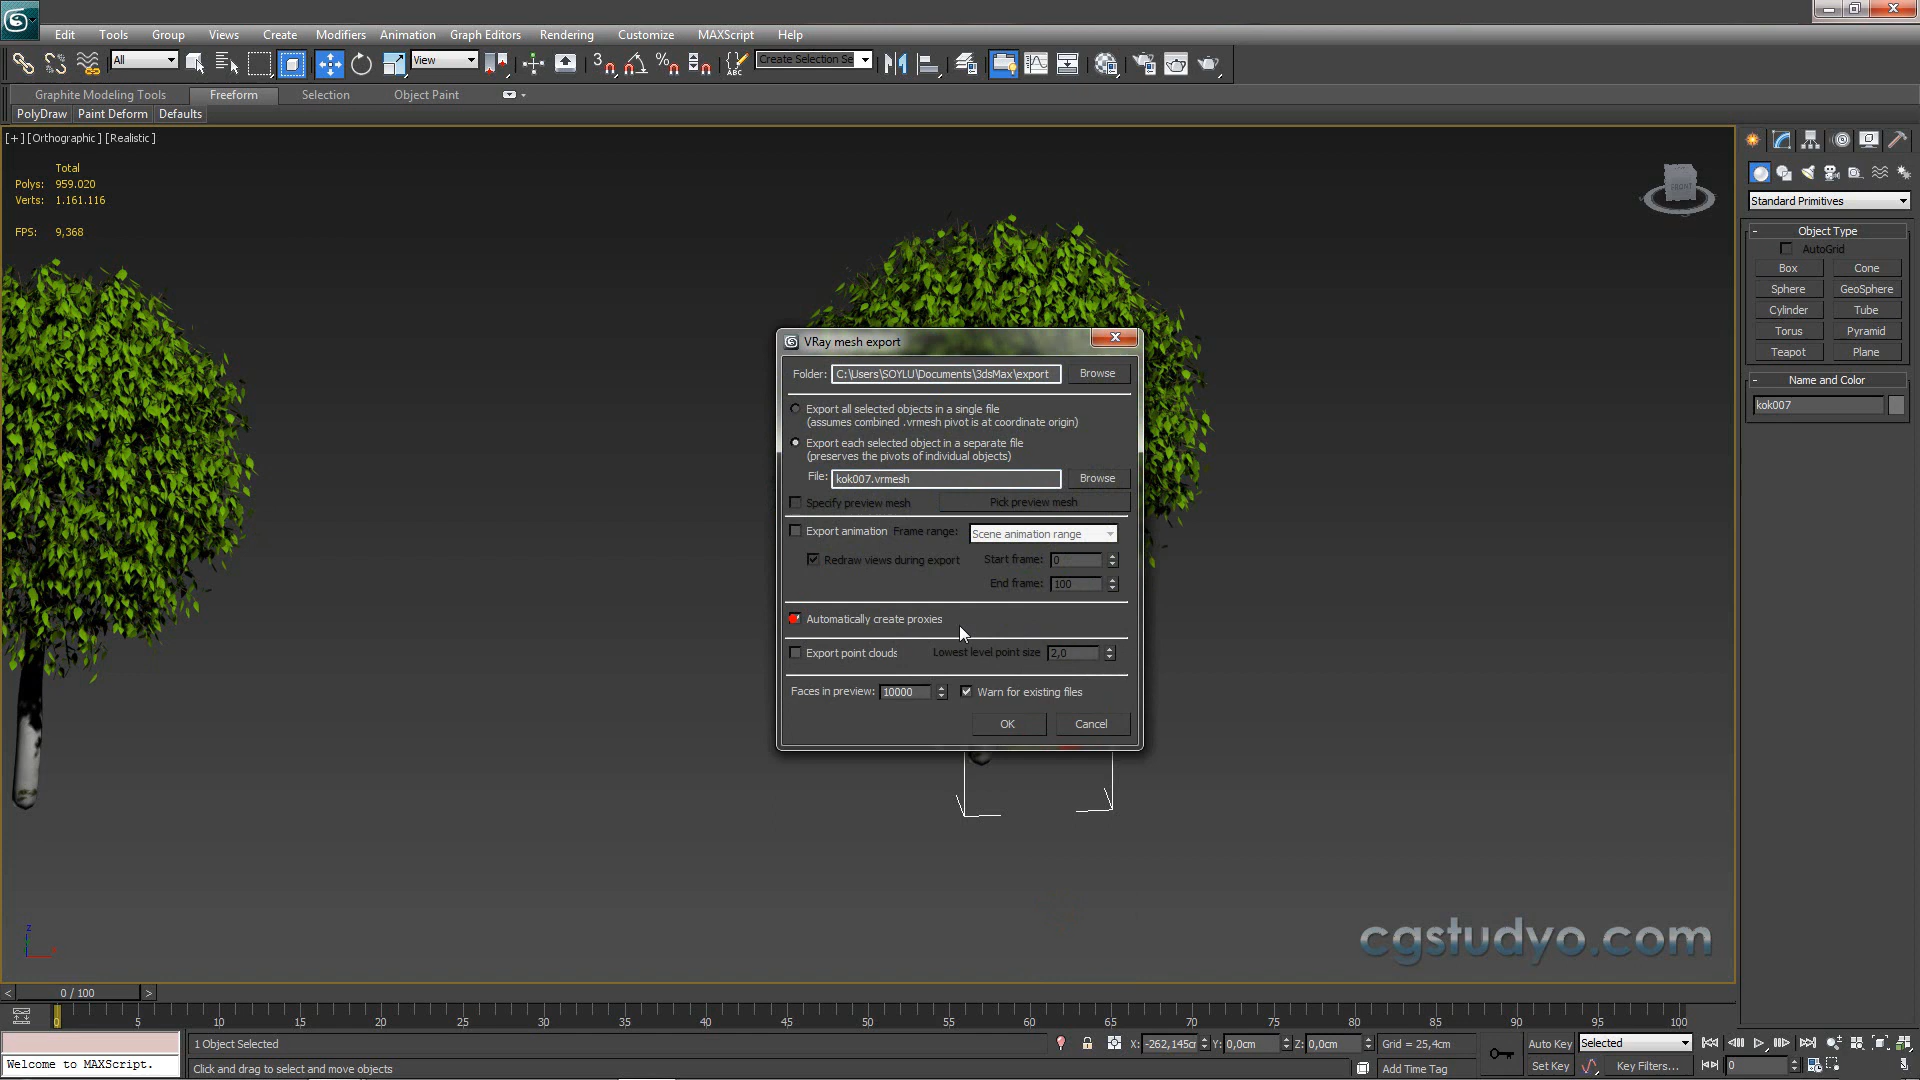 Edit Tools Group Views Create Modifiers Animation Graph Editors Rendering Customize MAXScript Help
All View Create Selection Se
Graphite Modeling Tools Freeform Selection Object Paint
PolyDraw Paint Deform Defaults
[+] [Orthographic] [Realistic]
Total
Polys: 959.020
Verts: 1.161.116
FPS: 9,368
FRONT
VRay mesh export
Folder: C:\Users\SOYLU\Documents\3dsMax\export Browse
Export all selected objects in a single file
(assumes combined .vrmesh pivot is at coordinate origin)
Export each selected object in a separate file
(preserves the pivots of individual objects)
File: kok007.vrmesh Browse
Specify preview mesh Pick preview mesh
Export animation Frame range: Scene animation range
Redraw views during export Start frame: 0
End frame: 100
Automatically create proxies
Export point clouds Lowest level point size 2,0
Faces in preview: 10000 Warn for existing files
OK Cancel
Standard Primitives
- Object Type
AutoGrid
Box Cone
Sphere GeoSphere
Cylinder Tube
Torus Pyramid
Teapot Plane
- Name and Color
kok007
z
cgstudyo.com
< 0 / 100 >
0 5 10 15 20 25 30 35 40 45 50 55 60 65 70 75 80 85 90 95 100
1 Object Selected X: -262,145cr Y: 0,0cm Z: 0,0cm Grid = 25,4cm Auto Key Selected
Welcome to MAXScript. Click and drag to select and move objects Add Time Tag Set Key Key Filters... 0